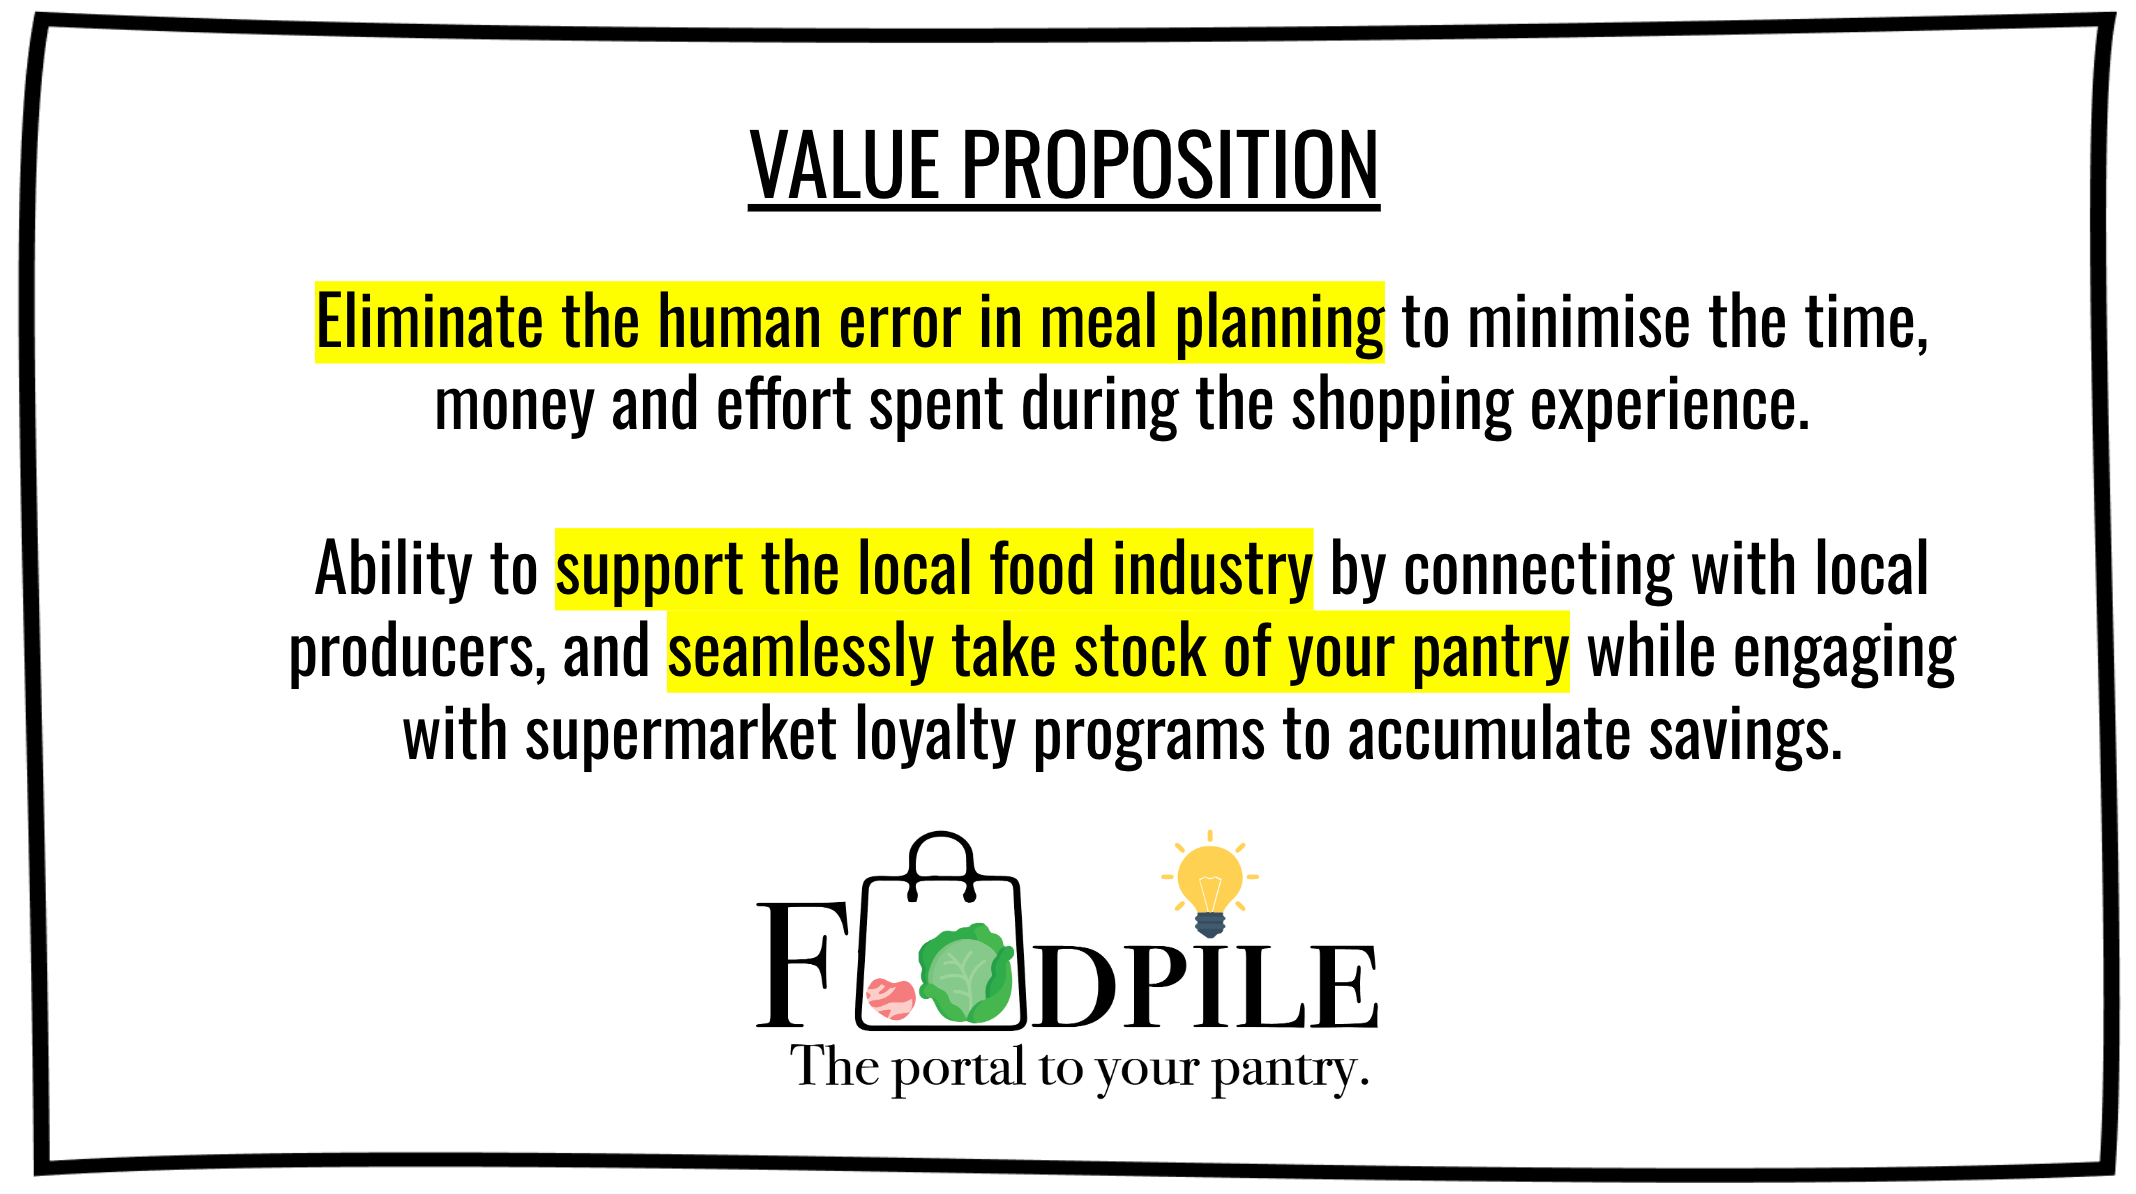 VALUE PROPOSITION
Eliminate the human error in meal planning to minimise the time,
money and effort spent during the shopping experience.
Ability to support the local food industry by connecting with local
producers, and seamlessly take stock of your pantry while engaging
with supermarket loyalty programs to accumulate savings.
FOODPILE
The portal to your pantry.